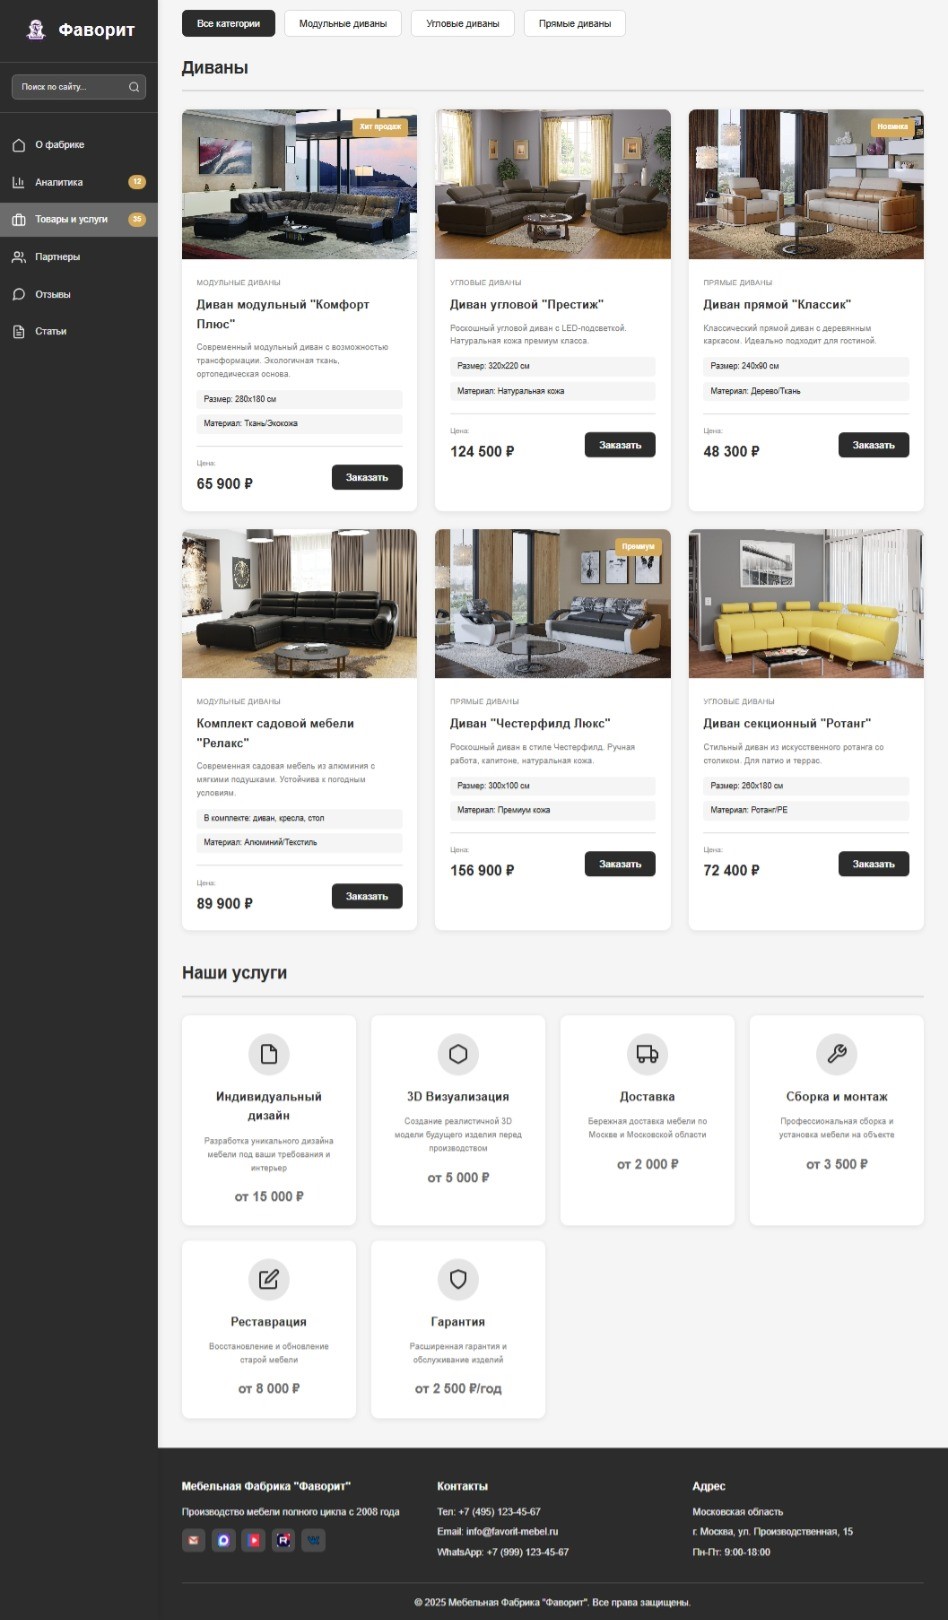 Фаворит
Поиск по сайту...
О фабрике
Аналитика 12
Товары и услуги 35
Партнеры
Отзывы
Статьи
Все категории
Модульные диваны
Угловые диваны
Прямые диваны
Диваны
Хит продаж
МОДУЛЬНЫЕ ДИВАНЫ
Диван модульный "Комфорт
Плюс"
Современный модульный диван с возможностью
трансформации. Экологичная ткань,
ортопедическая основа.
Размер: 280x180 см
Материал: Ткань/Экокожа
Цена:
65 900 ₽
Заказать
УГЛОВЫЕ ДИВАНЫ
Диван угловой "Престиж"
Роскошный угловой диван с LED-подсветкой.
Натуральная кожа премиум класса.
Размер: 320x220 см
Материал: Натуральная кожа
Цена:
124 500 ₽
Заказать
Новинка
ПРЯМЫЕ ДИВАНЫ
Диван прямой "Классик"
Классический прямой диван с деревянным
каркасом. Идеально подходит для гостиной.
Размер: 240x90 см
Материал: Дерево/Ткань
Цена:
48 300 ₽
Заказать
МОДУЛЬНЫЕ ДИВАНЫ
Комплект садовой мебели
"Релакс"
Современная садовая мебель из алюминия с
мягкими подушками. Устойчива к погодным
условиям.
В комплекте: диван, кресла, стол
Материал: Алюминий/Текстиль
Цена:
89 900 ₽
Заказать
Премиум
ПРЯМЫЕ ДИВАНЫ
Диван "Честерфилд Люкс"
Роскошный диван в стиле Честерфилд. Ручная
работа, капитоне, натуральная кожа.
Размер: 300x100 см
Материал: Премиум кожа
Цена:
156 900 ₽
Заказать
УГЛОВЫЕ ДИВАНЫ
Диван секционный "Ротанг"
Стильный диван из искусственного ротанга со
столиком. Для патио и террас.
Размер: 260x180 см
Материал: Ротанг/PE
Цена:
72 400 ₽
Заказать
Наши услуги
Индивидуальный
дизайн
Разработка уникального дизайна
мебели под ваши требования и
интерьер
от 15 000 ₽
3D Визуализация
Создание реалистичной 3D
модели будущего изделия перед
производством
от 5 000 ₽
Доставка
Бережная доставка мебели по
Москве и Московской области
от 2 000 ₽
Сборка и монтаж
Профессиональная сборка и
установка мебели на объекте
от 3 500 ₽
Реставрация
Восстановление и обновление
старой мебели
от 8 000 ₽
Гарантия
Расширенная гарантия и
обслуживание изделий
от 2 500 ₽/год
Мебельная Фабрика "Фаворит"
Производство мебели полного цикла с 2008 года
Контакты
Тел: +7 (495) 123-45-67
Email: info@favorit-mebel.ru
WhatsApp: +7 (999) 123-45-67
Адрес
Московская область
г. Москва, ул. Производственная, 15
Пн-Пт: 9:00-18:00
© 2025 Мебельная Фабрика "Фаворит". Все права защищены.